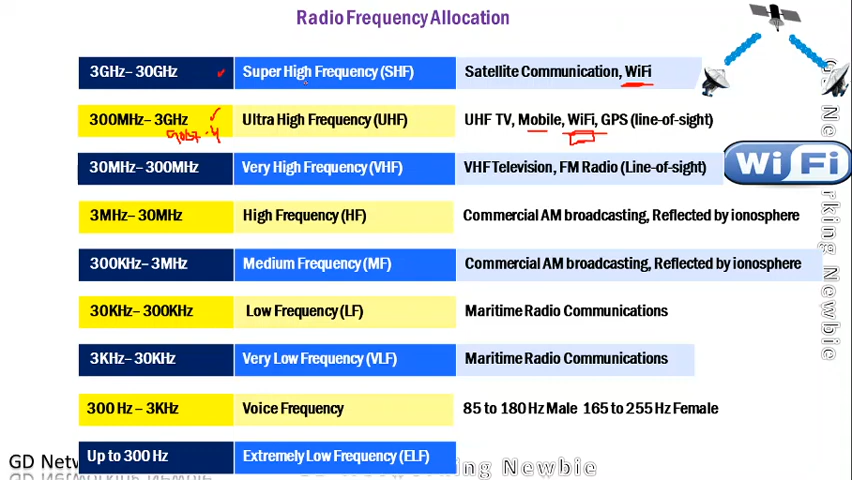 Radio Frequency Allocation
3GHz– 30GHz Super High Frequency (SHF) Satellite Communication, WiFi
300MHz– 3GHz Ultra High Frequency (UHF) UHF TV, Mobile, WiFi, GPS (line-of-sight)
30MHz– 300MHz Very High Frequency (VHF) VHF Television, FM Radio (Line-of-sight)
Wi Fi
3MHz– 30MHz High Frequency (HF) Commercial AM broadcasting, Reflected by ionosphere
300KHz– 3MHz Medium Frequency (MF) Commercial AM broadcasting, Reflected by ionosphere
30KHz– 300KHz Low Frequency (LF) Maritime Radio Communications
3KHz– 30KHz Very Low Frequency (VLF) Maritime Radio Communications
300 Hz – 3KHz Voice Frequency 85 to 180 Hz Male 165 to 255 Hz Female
Up to 300 Hz Extremely Low Frequency (ELF)
GD Netw
king Newbie